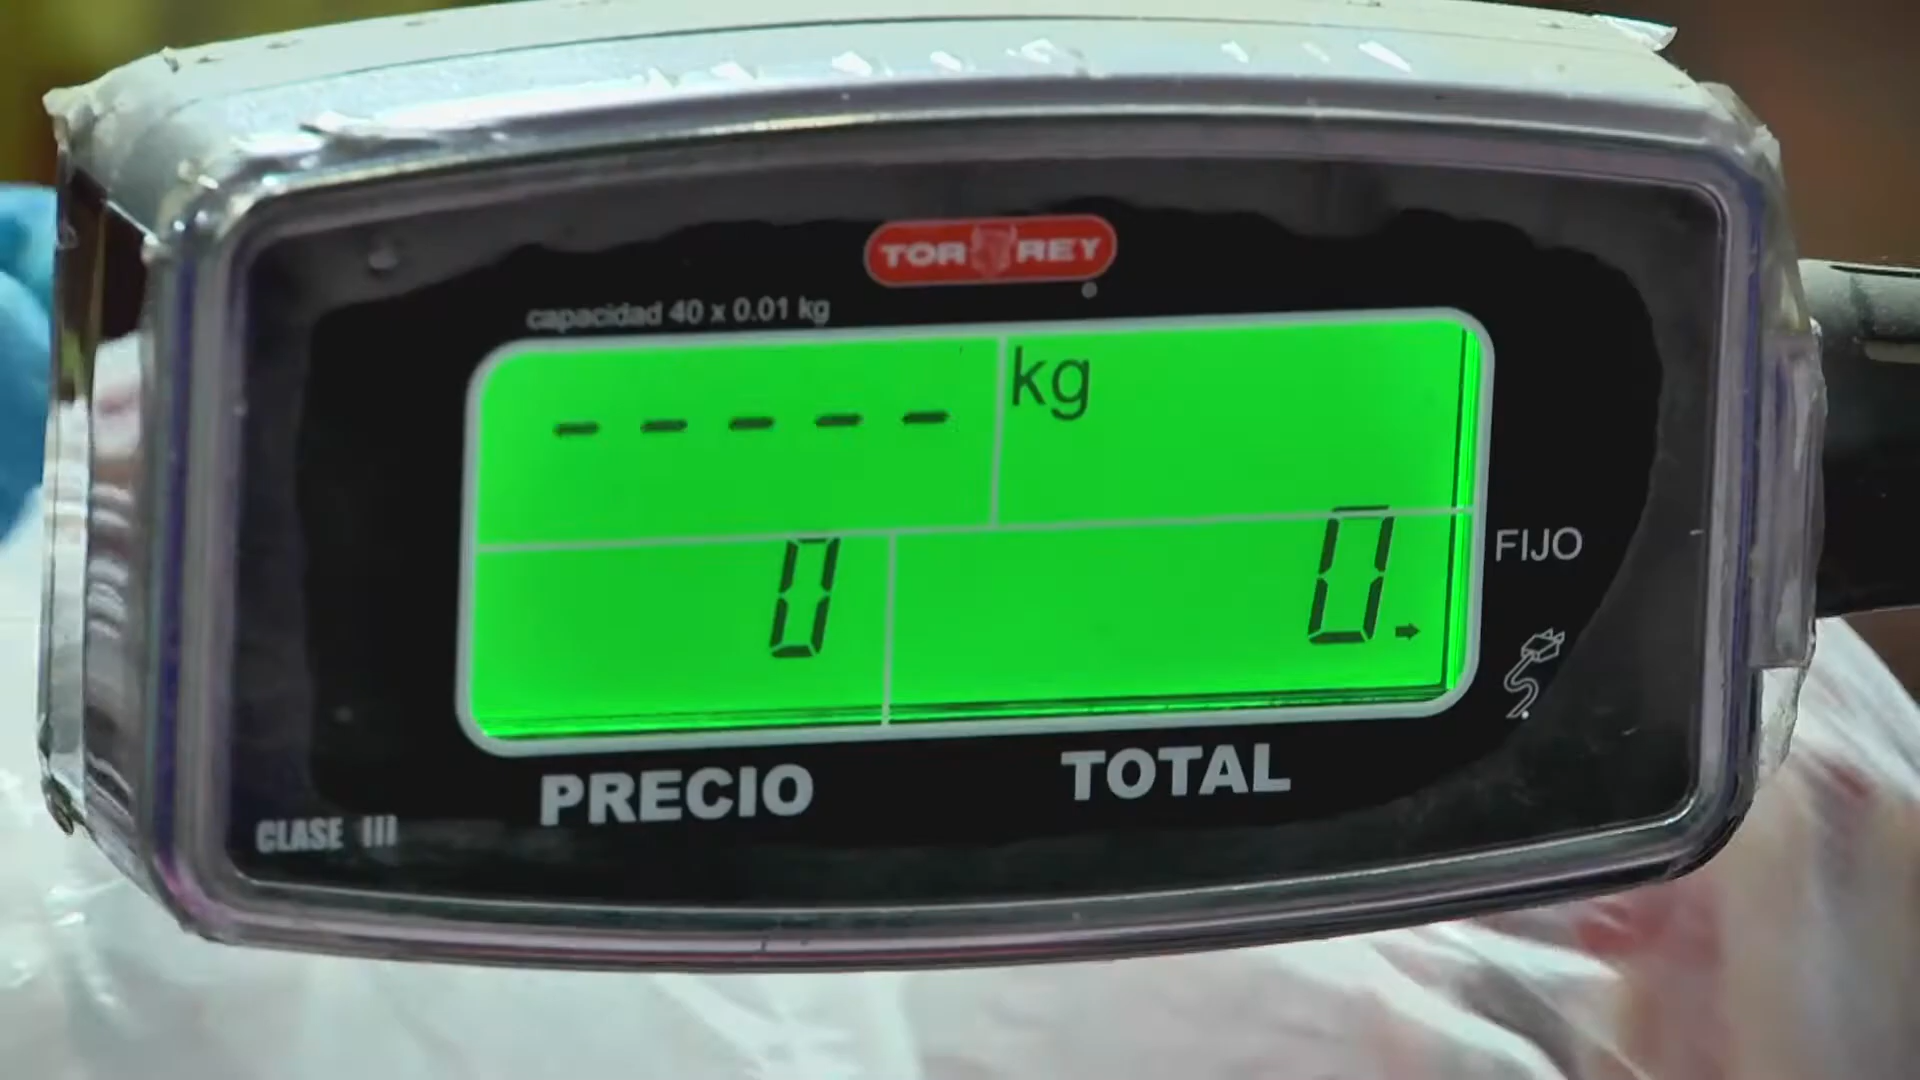 TOR REY
capacidad 40 x 0.01 kg
- - - - - kg
0 0
FIJO
PRECIO TOTAL
CLASE III